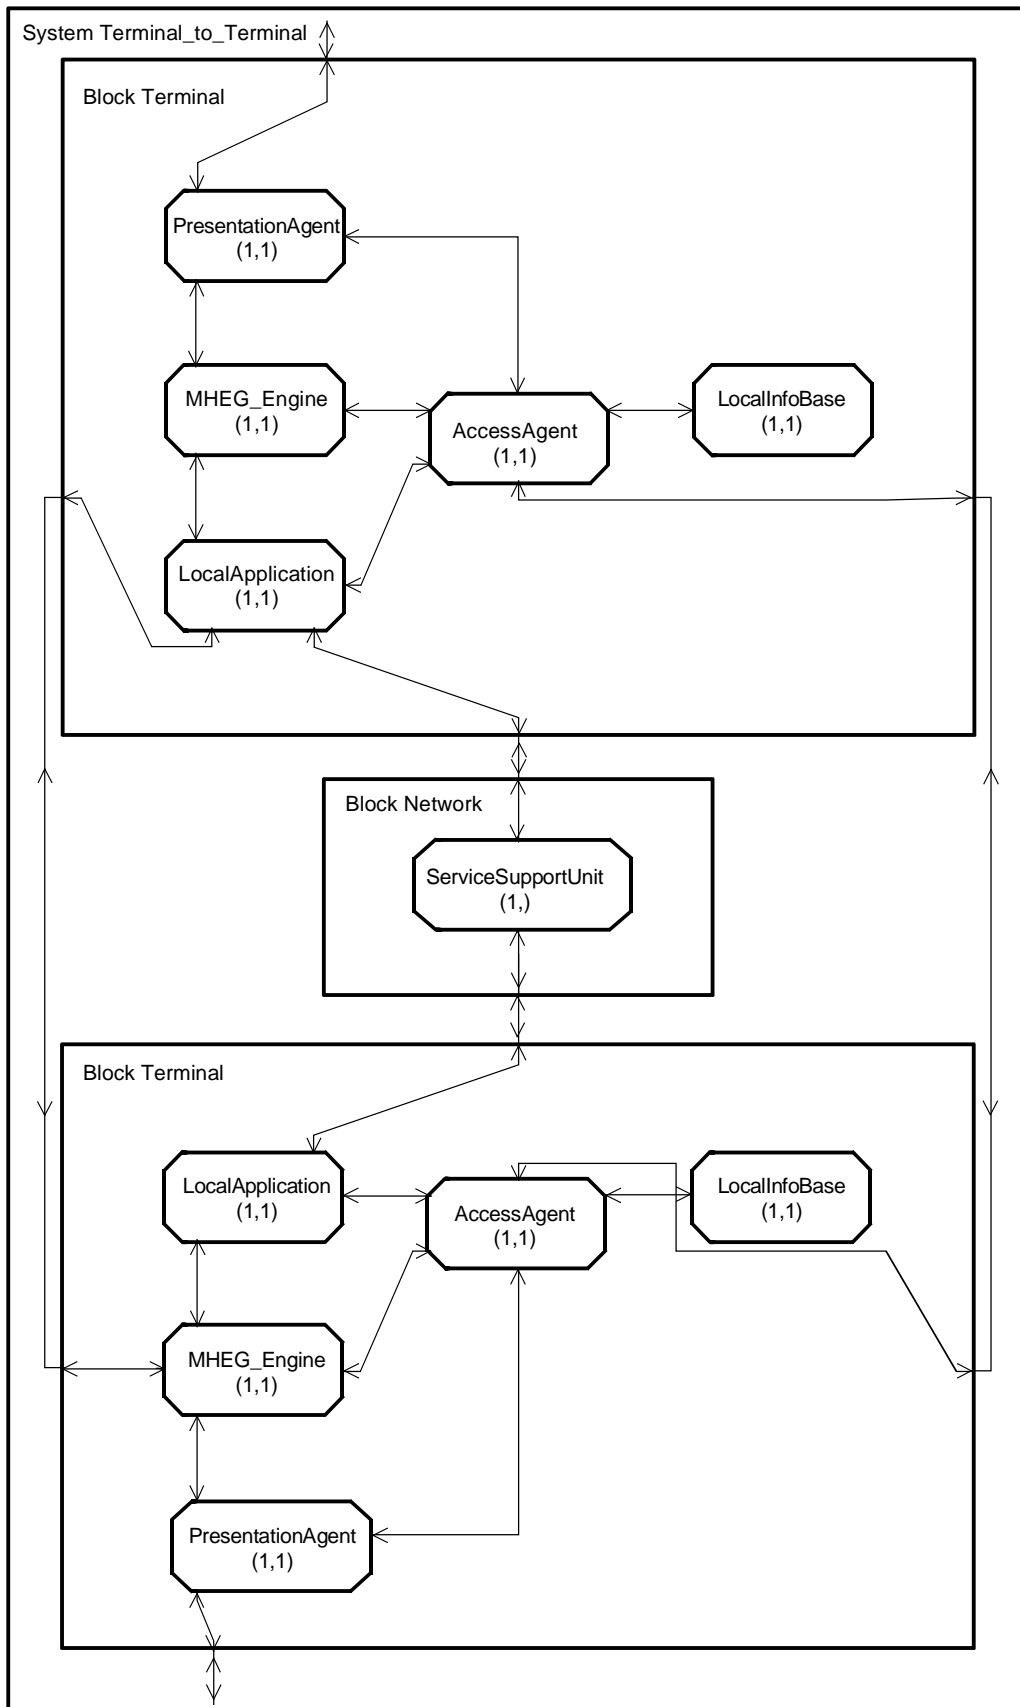 System Terminal_to_Terminal
Block Terminal
PresentationAgent
(1,1)
MHEG_Engine
(1,1)
AccessAgent
(1,1)
LocalInfoBase
(1,1)
LocalApplication
(1,1)
Block Network
ServiceSupportUnit
(1,)
Block Terminal
LocalApplication
(1,1)
AccessAgent
(1,1)
LocalInfoBase
(1,1)
MHEG_Engine
(1,1)
PresentationAgent
(1,1)